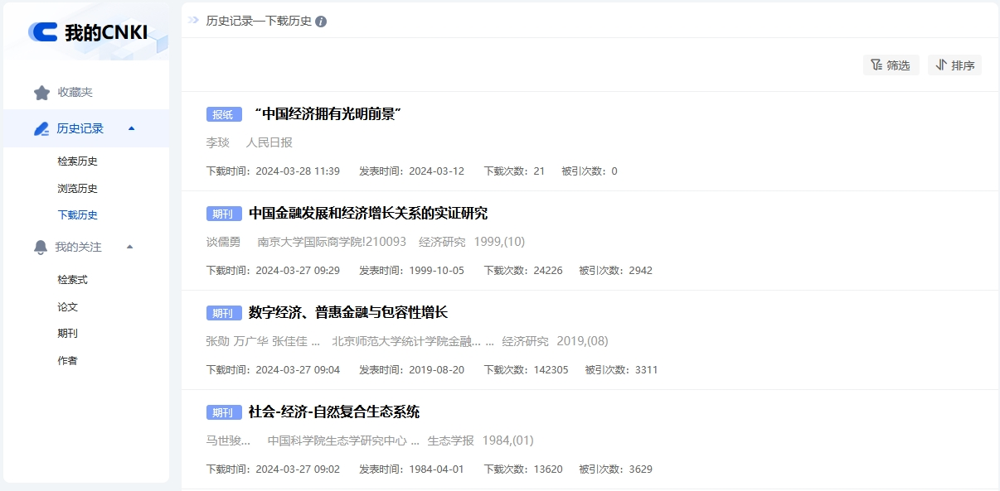 我的CNKI
收藏夹
历史记录
检索历史
浏览历史
下载历史
我的关注
检索式
论文
期刊
作者
历史记录—下载历史
筛选 排序
报纸 “中国经济拥有光明前景”
李琰 人民日报
下载时间：2024-03-28 11:39 发表时间：2024-03-12 下载次数：21 被引次数：0
期刊 中国金融发展和经济增长关系的实证研究
谈儒勇 南京大学国际商学院!210093 经济研究 1999,(10)
下载时间：2024-03-27 09:29 发表时间：1999-10-05 下载次数：24226 被引次数：2942
期刊 数字经济、普惠金融与包容性增长
张勋 万广华 张佳佳 ... 北京师范大学统计学院金融... ... 经济研究 2019,(08)
下载时间：2024-03-27 09:04 发表时间：2019-08-20 下载次数：142305 被引次数：3311
期刊 社会-经济-自然复合生态系统
马世骏... 中国科学院生态学研究中心 ... 生态学报 1984,(01)
下载时间：2024-03-27 09:02 发表时间：1984-04-01 下载次数：13620 被引次数：3629